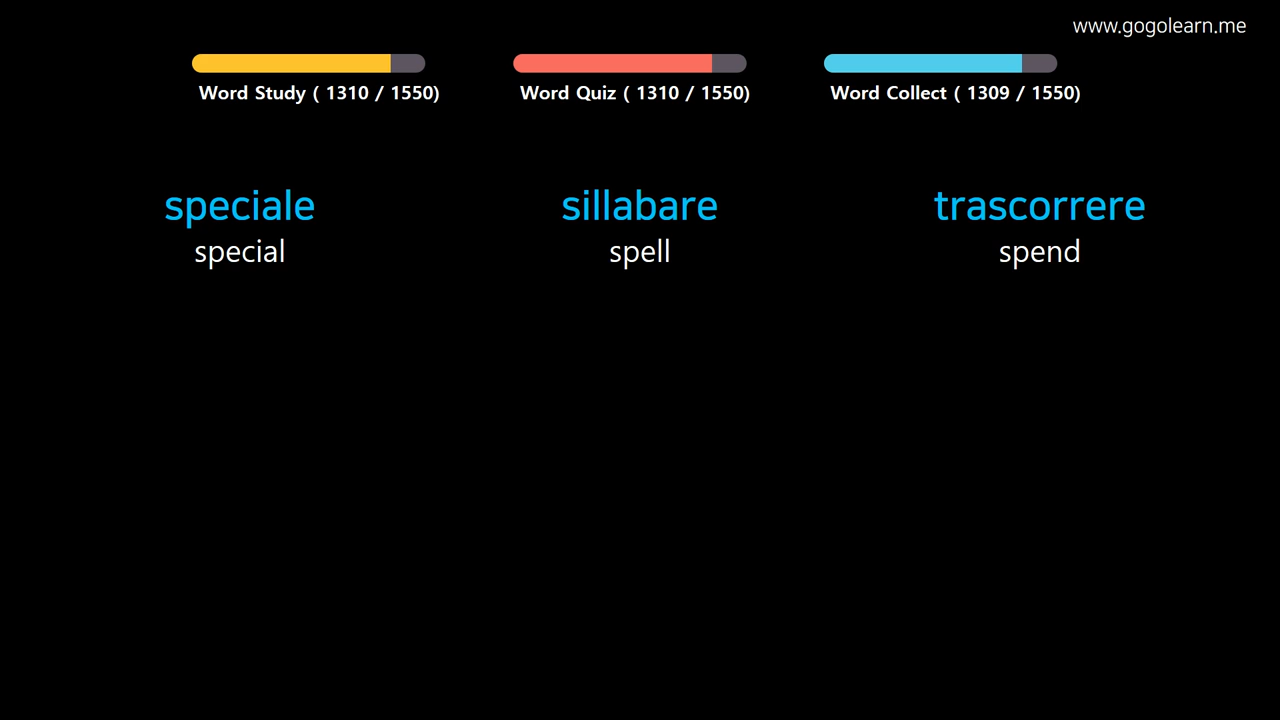 www.gogolearn.me
Word Study ( 1310 / 1550)
Word Quiz ( 1310 / 1550)
Word Collect ( 1309 / 1550)
speciale
special
sillabare
spell
trascorrere
spend